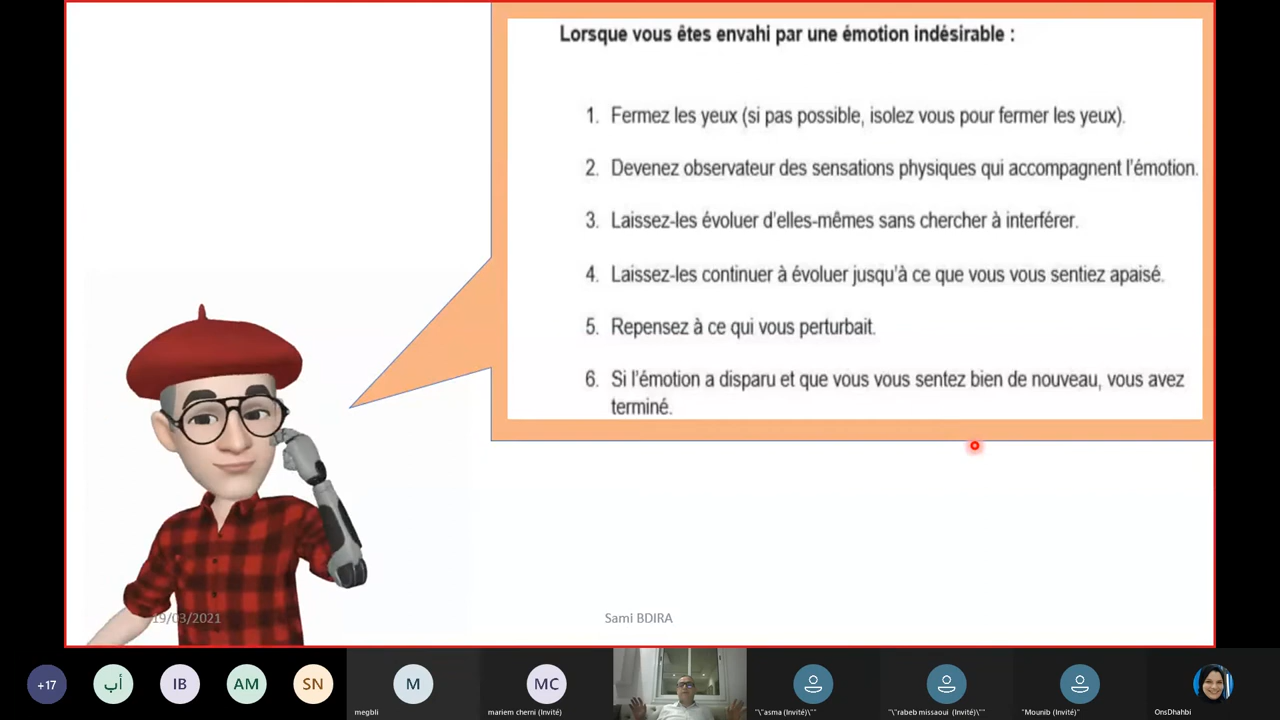 Lorsque vous êtes envahi par une émotion indésirable :
1. Fermez les yeux (si pas possible, isolez vous pour fermer les yeux).
2. Devenez observateur des sensations physiques qui accompagnent l'émotion.
3. Laissez-les évoluer d'elles-mêmes sans chercher à interférer.
4. Laissez-les continuer à évoluer jusqu'à ce que vous vous sentiez apaisé.
5. Repensez à ce qui vous perturbait.
6. Si l'émotion a disparu et que vous vous sentez bien de nouveau, vous avez
terminé.
19/03/2021
Sami BDIRA
+17
أب
IB
AM
SN
M
MC
megbli
mariem cherni (Invité)
"\"asma (Invité)\""
"\"rabeb missaoui (Invité)\""
"Mounib (Invité)"
OnsDhahbi